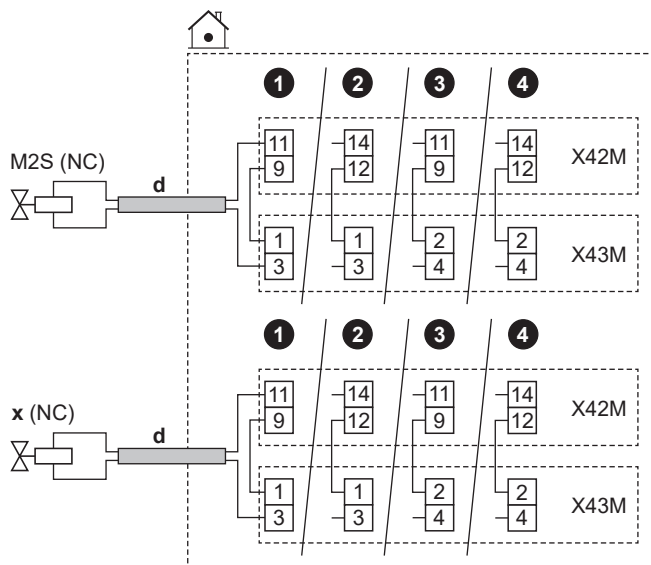 1 2 3 4
11 14 11 14
M2S (NC) 9 12 9 12 X42M
d
1 1 2 2
3 3 4 4 X43M
1 2 3 4
11 14 11 14
x (NC) 9 12 9 12 X42M
d
1 1 2 2
3 3 4 4 X43M